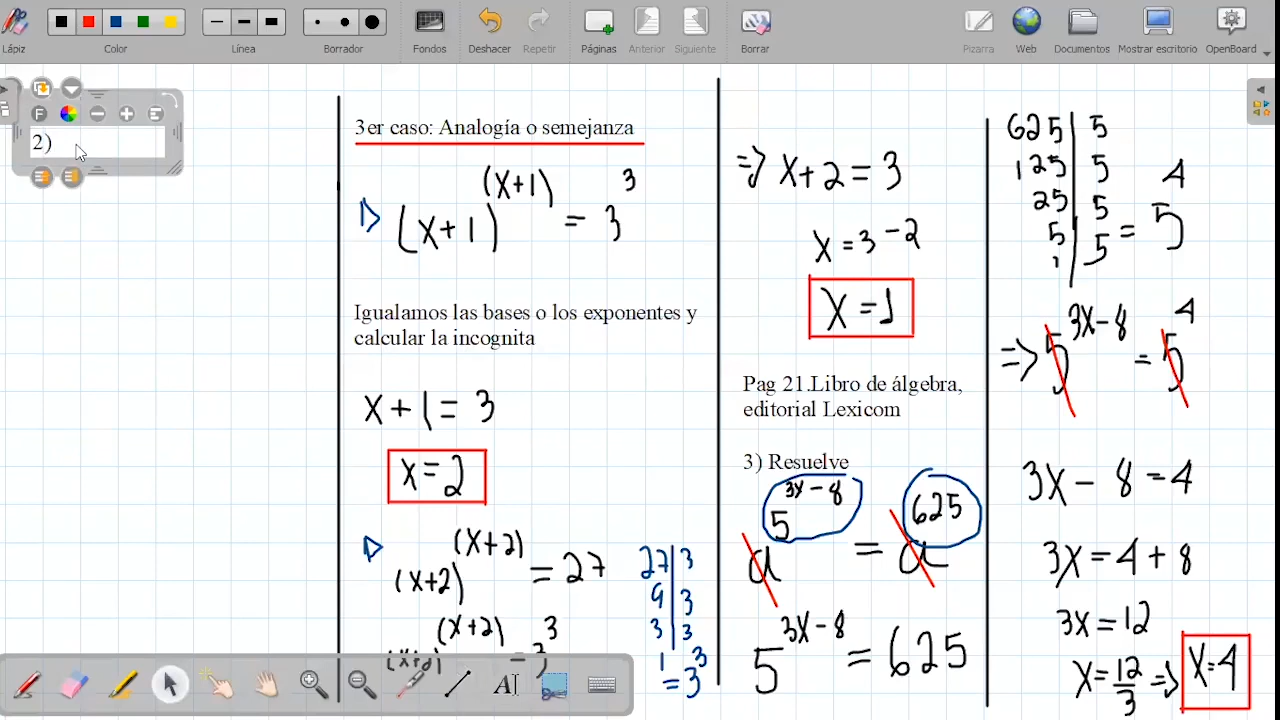 Lápiz
Color
Línea
Borrador
Fondos
Deshacer
Repetir
Páginas
Anterior
Siguiente
Borrar
Pizarra
Web
Documentos
Mostrar escritorio
OpenBoard
F
2)
3er caso: Analogía o semejanza
(x+1)^(x+1) = 3^3
Igualamos las bases o los exponentes y
calcular la incognita
x+1 = 3
x = 2
(x+2)^(x+2) = 27
(x+2)^(x+2) = 3^3
27 | 3
9 | 3
3 | 3
1
= 3^3
=> x+2 = 3
x = 3-2
x = 1
Pag 21.Libro de álgebra,
editorial Lexicom
3) Resuelve
a^5^(3x-8) = a^625
5^(3x-8) = 625
625 | 5
125 | 5
25 | 5
5 | 5 = 5^4
1
=> 5^(3x-8) = 5^4
3x - 8 = 4
3x = 4 + 8
3x = 12
x = 12/3 => x = 4